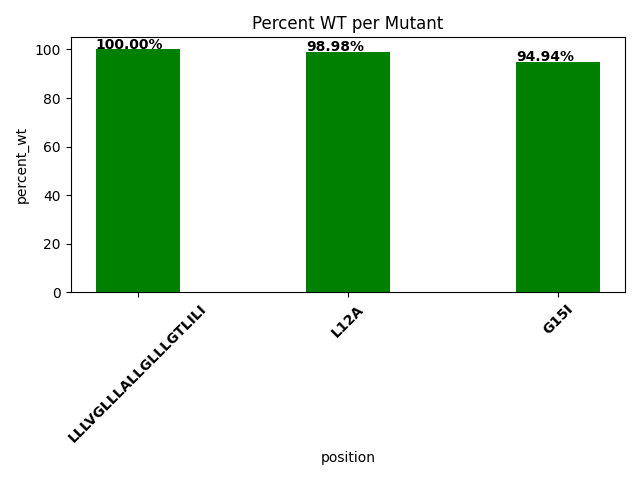 Percent WT per Mutant
100.00%
98.98%
94.94%
percent_wt
100
80
60
40
20
0
LLLVGLLLALLGLLLGTLILI
L12A
G15I
position